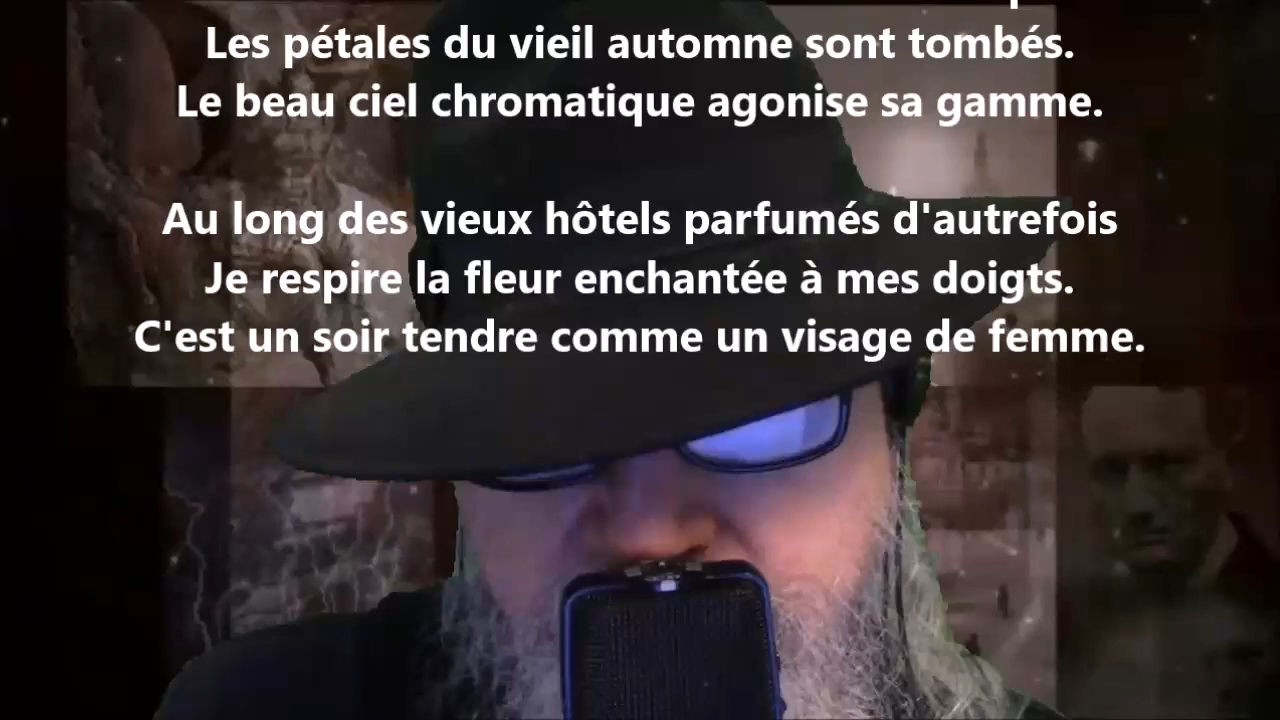 Les pétales du vieil automne sont tombés.
Le beau ciel chromatique agonise sa gamme.
Au long des vieux hôtels parfumés d'autrefois
Je respire la fleur enchantée à mes doigts.
C'est un soir tendre comme un visage de femme.